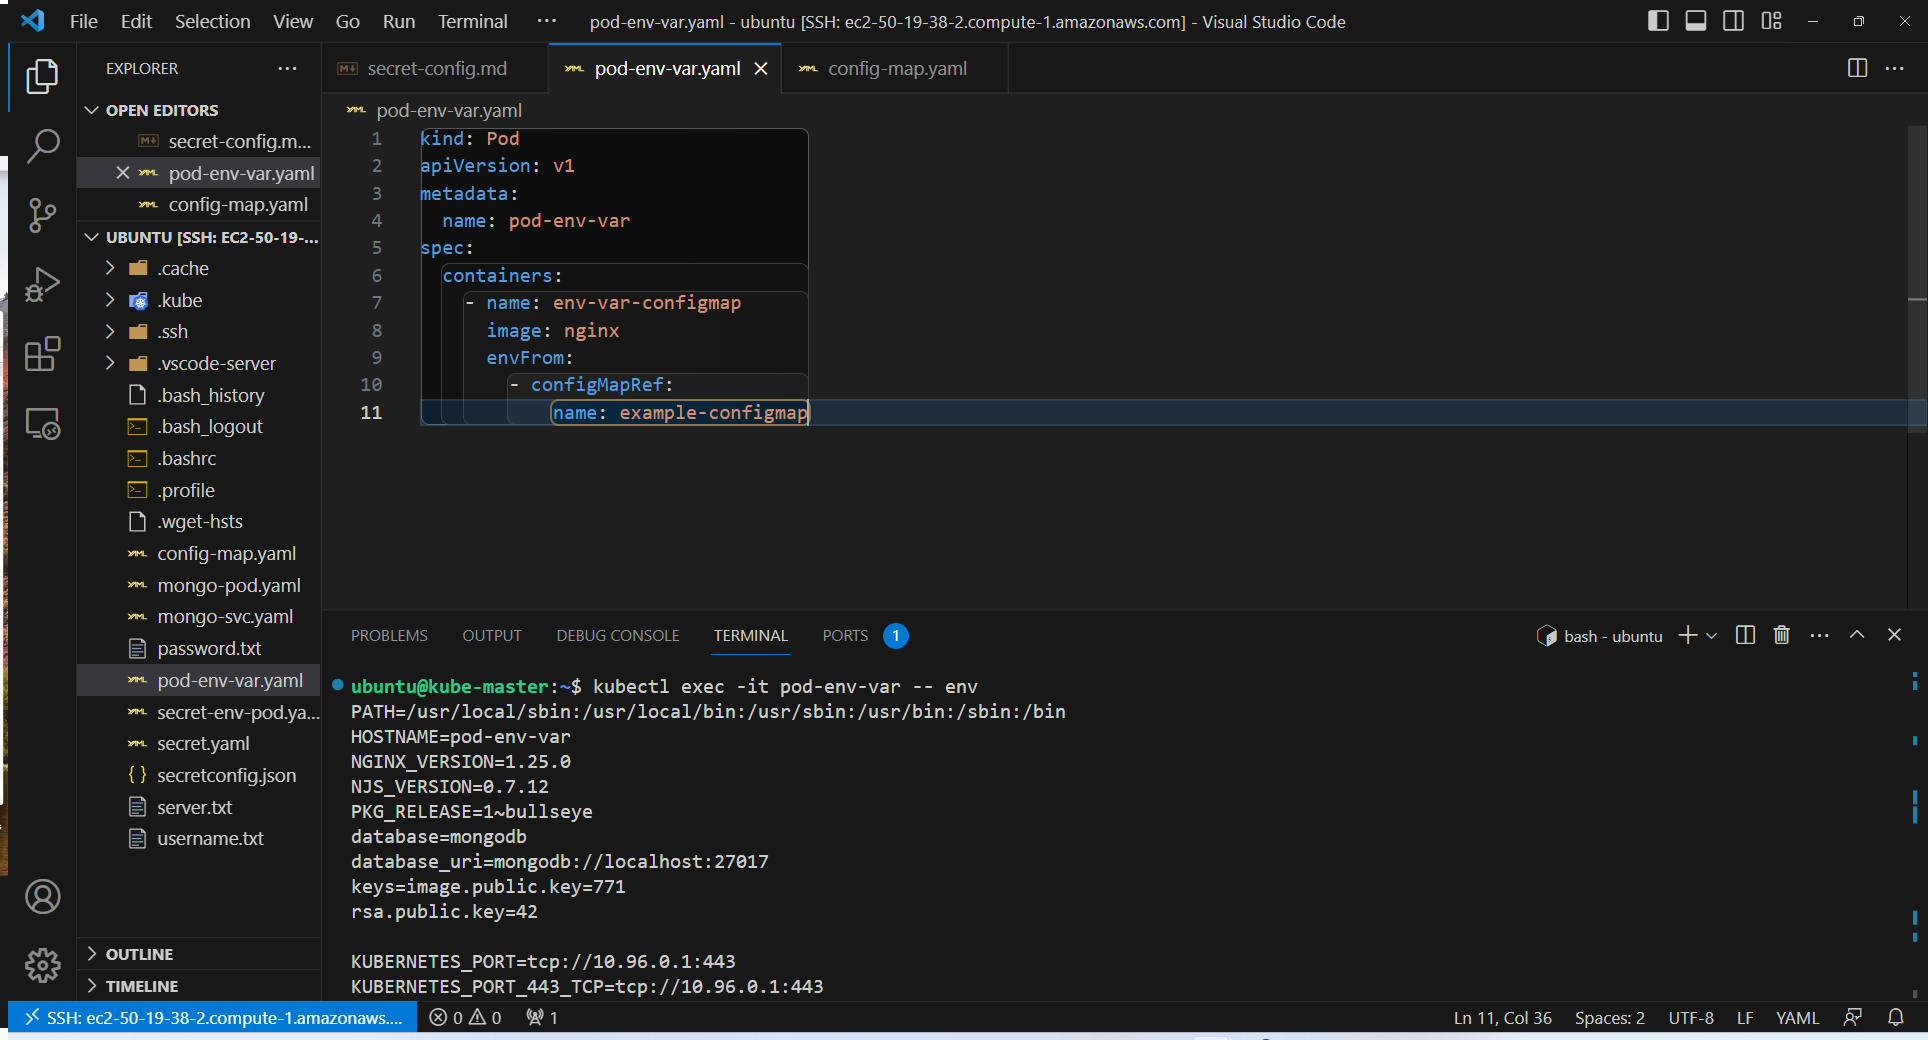 File Edit Selection View Go Run Terminal ··· pod-env-var.yaml - ubuntu [SSH: ec2-50-19-38-2.compute-1.amazonaws.com] - Visual Studio Code
EXPLORER ···
OPEN EDITORS
secret-config.m...
pod-env-var.yaml
config-map.yaml
UBUNTU [SSH: EC2-50-19-...
.cache
.kube
.ssh
.vscode-server
.bash_history
.bash_logout
.bashrc
.profile
.wget-hsts
config-map.yaml
mongo-pod.yaml
mongo-svc.yaml
password.txt
pod-env-var.yaml
secret-env-pod.ya...
secret.yaml
secretconfig.json
server.txt
username.txt
OUTLINE
TIMELINE
secret-config.md pod-env-var.yaml config-map.yaml
pod-env-var.yaml
1 kind: Pod
2 apiVersion: v1
3 metadata:
4 name: pod-env-var
5 spec:
6 containers:
7 - name: env-var-configmap
8 image: nginx
9 envFrom:
10 - configMapRef:
11 name: example-configmap
PROBLEMS OUTPUT DEBUG CONSOLE TERMINAL PORTS 1 bash - ubuntu
ubuntu@kube-master:~$ kubectl exec -it pod-env-var -- env
PATH=/usr/local/sbin:/usr/local/bin:/usr/sbin:/usr/bin:/sbin:/bin
HOSTNAME=pod-env-var
NGINX_VERSION=1.25.0
NJS_VERSION=0.7.12
PKG_RELEASE=1~bullseye
database=mongodb
database_uri=mongodb://localhost:27017
keys=image.public.key=771
rsa.public.key=42
KUBERNETES_PORT=tcp://10.96.0.1:443
KUBERNETES_PORT_443_TCP=tcp://10.96.0.1:443
SSH: ec2-50-19-38-2.compute-1.amazonaws.... 0 0 1 Ln 11, Col 36 Spaces: 2 UTF-8 LF YAML